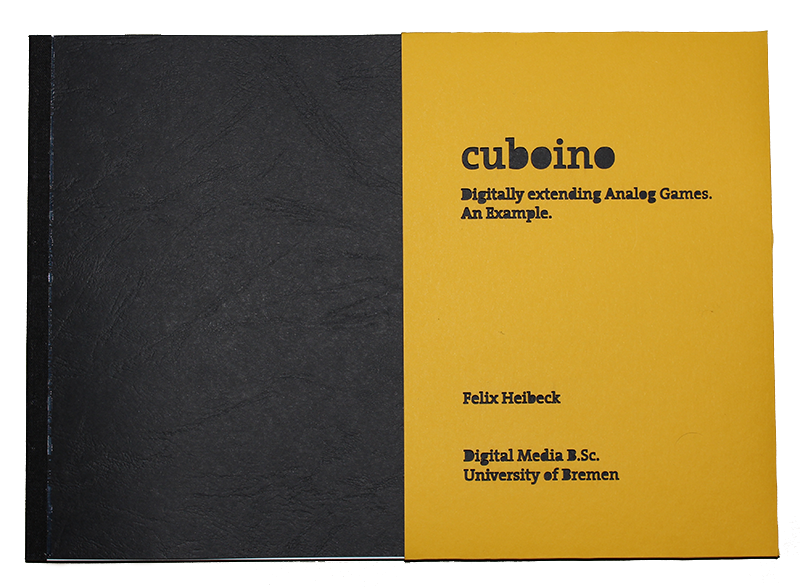 cuboino
Digitally extending Analog Games.
An Example.
Felix Heibeck
Digital Media B.Sc.
University of Bremen